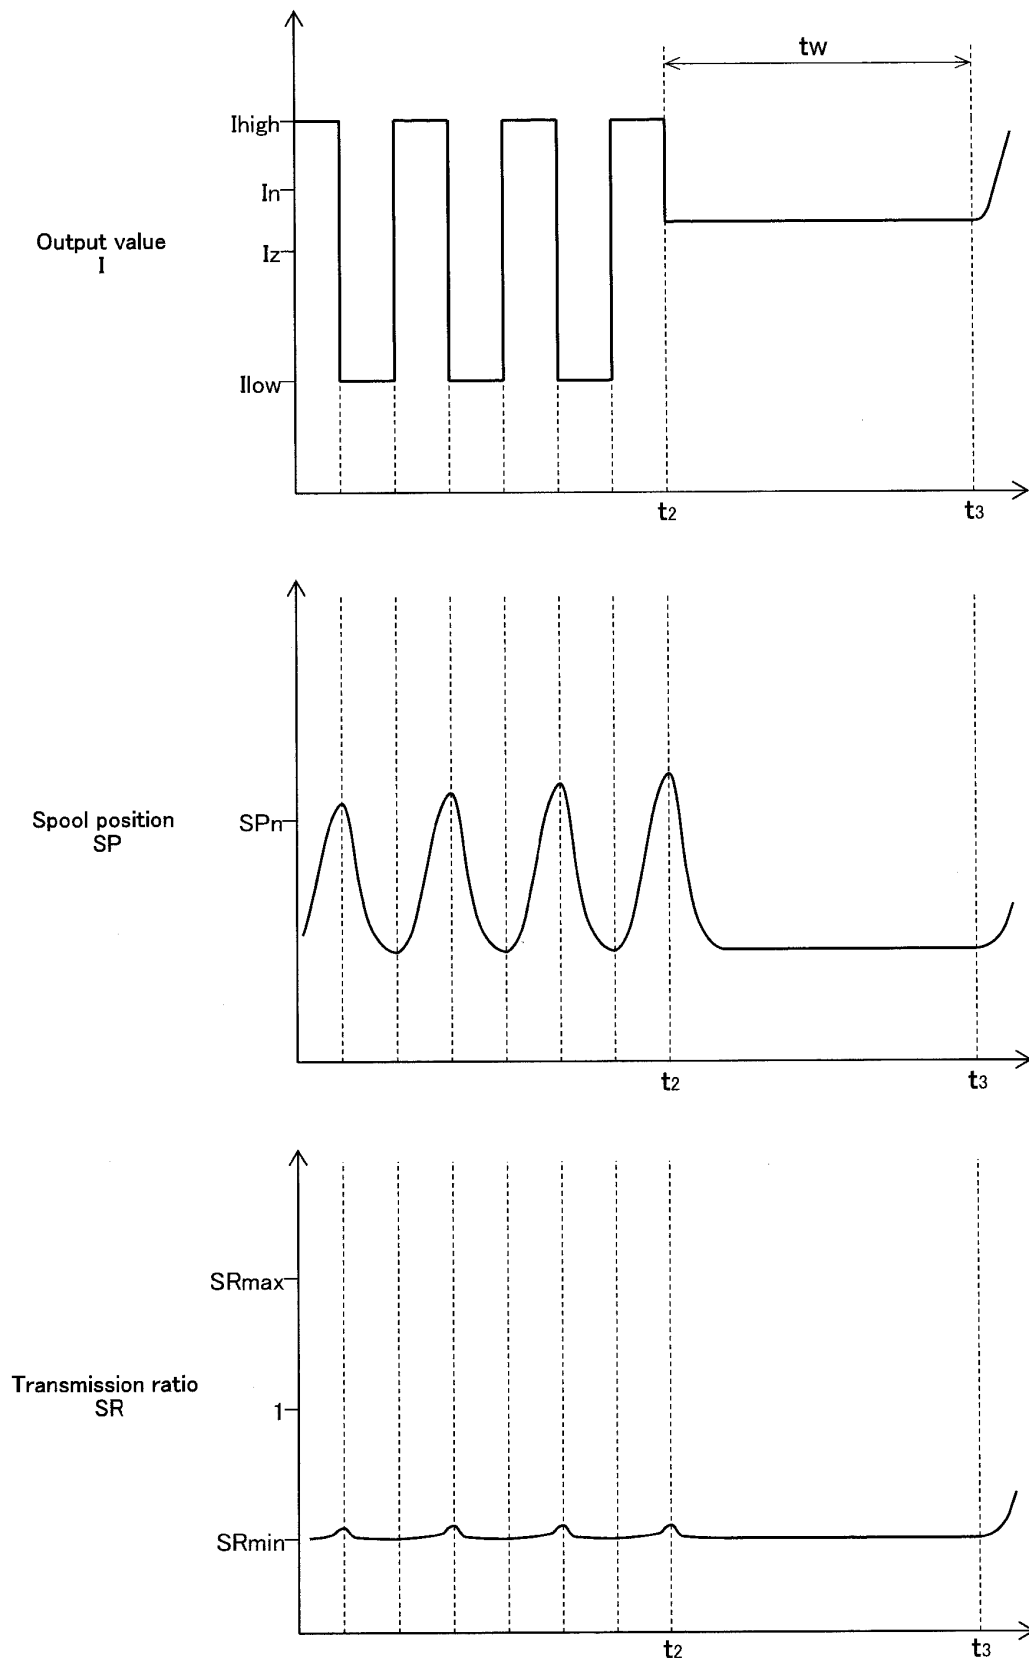 tw
Ihigh
In
Output value
I
Iz
Ilow
t2
t3
Spool position
SP
SPn
t2
t3
SRmax
Transmission ratio
SR
1
SRmin
t2
t3